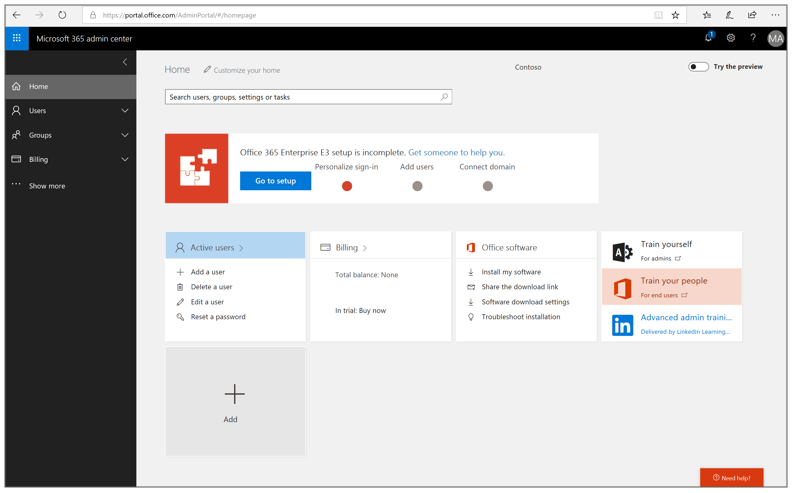 https://portal.office.com/AdminPortal/#/homepage
Microsoft 365 admin center
1
?
MA
Home
Users
Groups
Billing
Show more
Home
Customize your home
Contoso
Try the preview
Search users, groups, settings or tasks
Office 365 Enterprise E3 setup is incomplete. Get someone to help you.
Go to setup
Personalize sign-in
Add users
Connect domain
Active users
Add a user
Delete a user
Edit a user
Reset a password
Billing
Total balance: None
In trial: Buy now
Office software
Install my software
Share the download link
Software download settings
Troubleshoot installation
Train yourself
For admins
Train your people
For end users
in
Advanced admin traini...
Delivered by LinkedIn Learning...
Add
Need help?